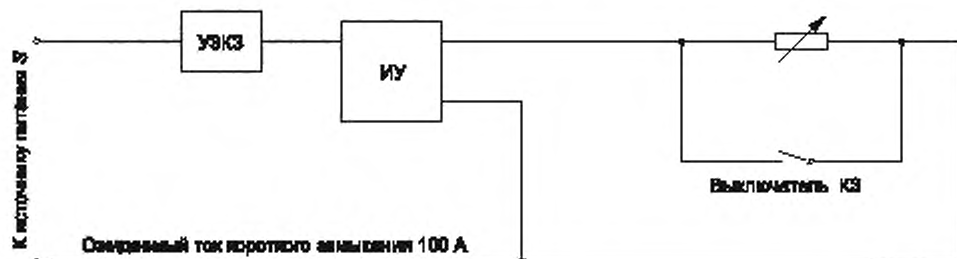 К источнику питания S
УЗКЗ
ИУ
Выключатель КЗ
Ожидаемый ток короткого замыкания 100 А